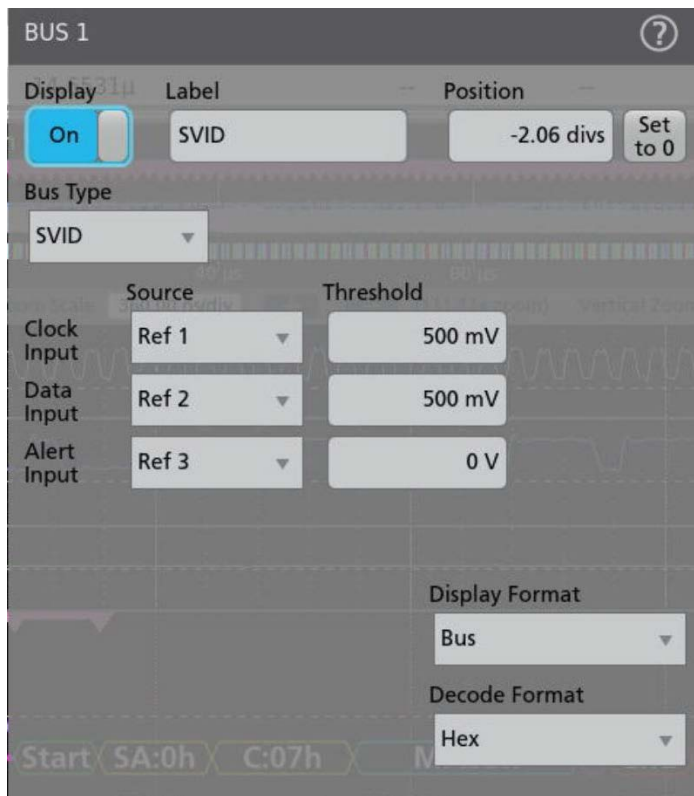 BUS 1
?
Display Label Position
On SVID -2.06 divs Set to 0
Bus Type
SVID
Source Threshold
Clock Input Ref 1 500 mV
Data Input Ref 2 500 mV
Alert Input Ref 3 0 V
Display Format
Bus
Decode Format
Hex
Start SA:0h C:07h